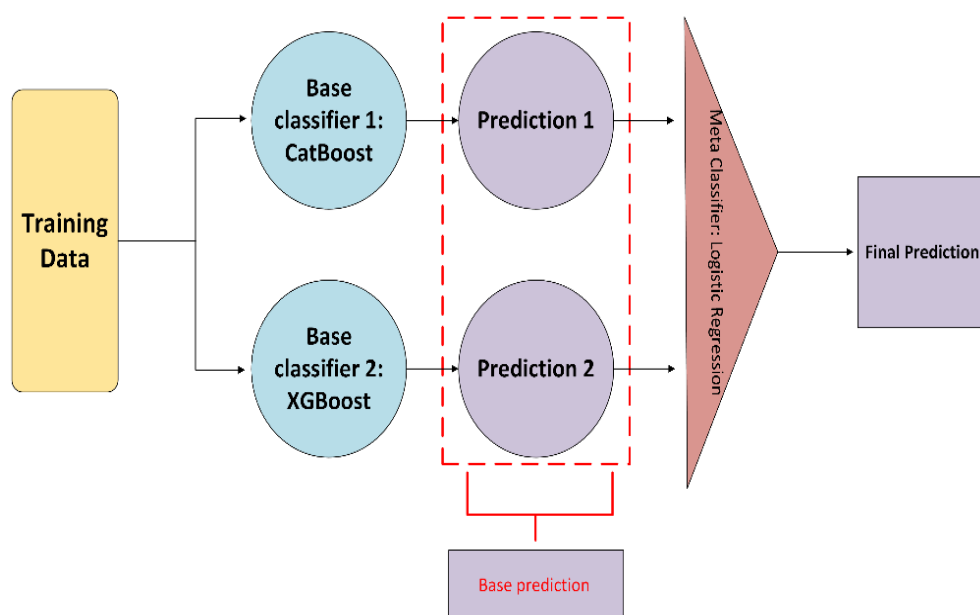 Training
Data
Base
classifier 1:
CatBoost
Prediction 1
Base
classifier 2:
XGBoost
Prediction 2
Meta Classifier: Logistic Regression
Final Prediction
Base prediction